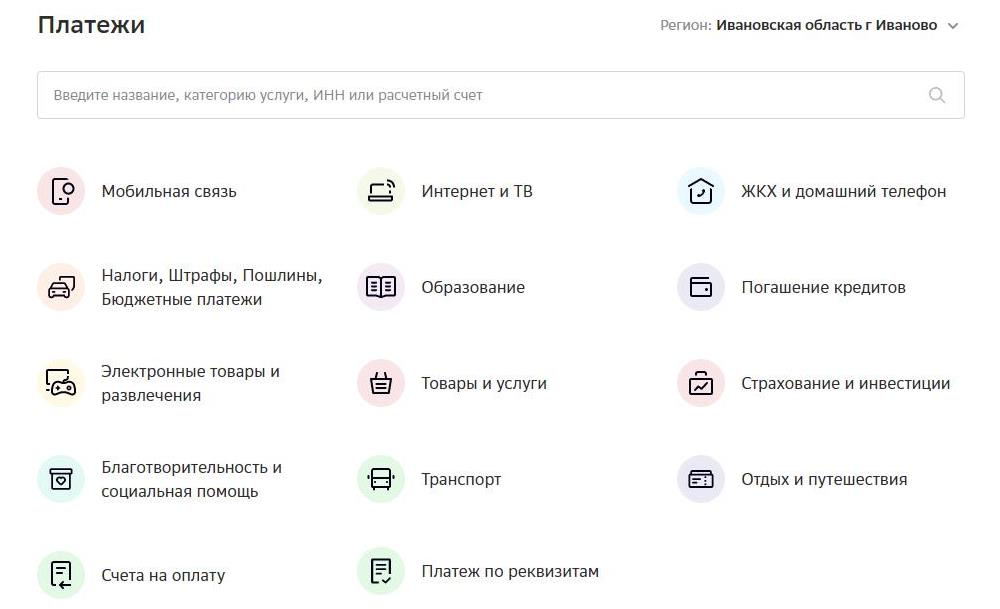 Платежи
Регион: Ивановская область г Иваново
Введите название, категорию услуги, ИНН или расчетный счет
Мобильная связь
Интернет и ТВ
ЖКХ и домашний телефон
Налоги, Штрафы, Пошлины,
Бюджетные платежи
Образование
Погашение кредитов
Электронные товары и
развлечения
Товары и услуги
Страхование и инвестиции
Благотворительность и
социальная помощь
Транспорт
Отдых и путешествия
Счета на оплату
Платеж по реквизитам